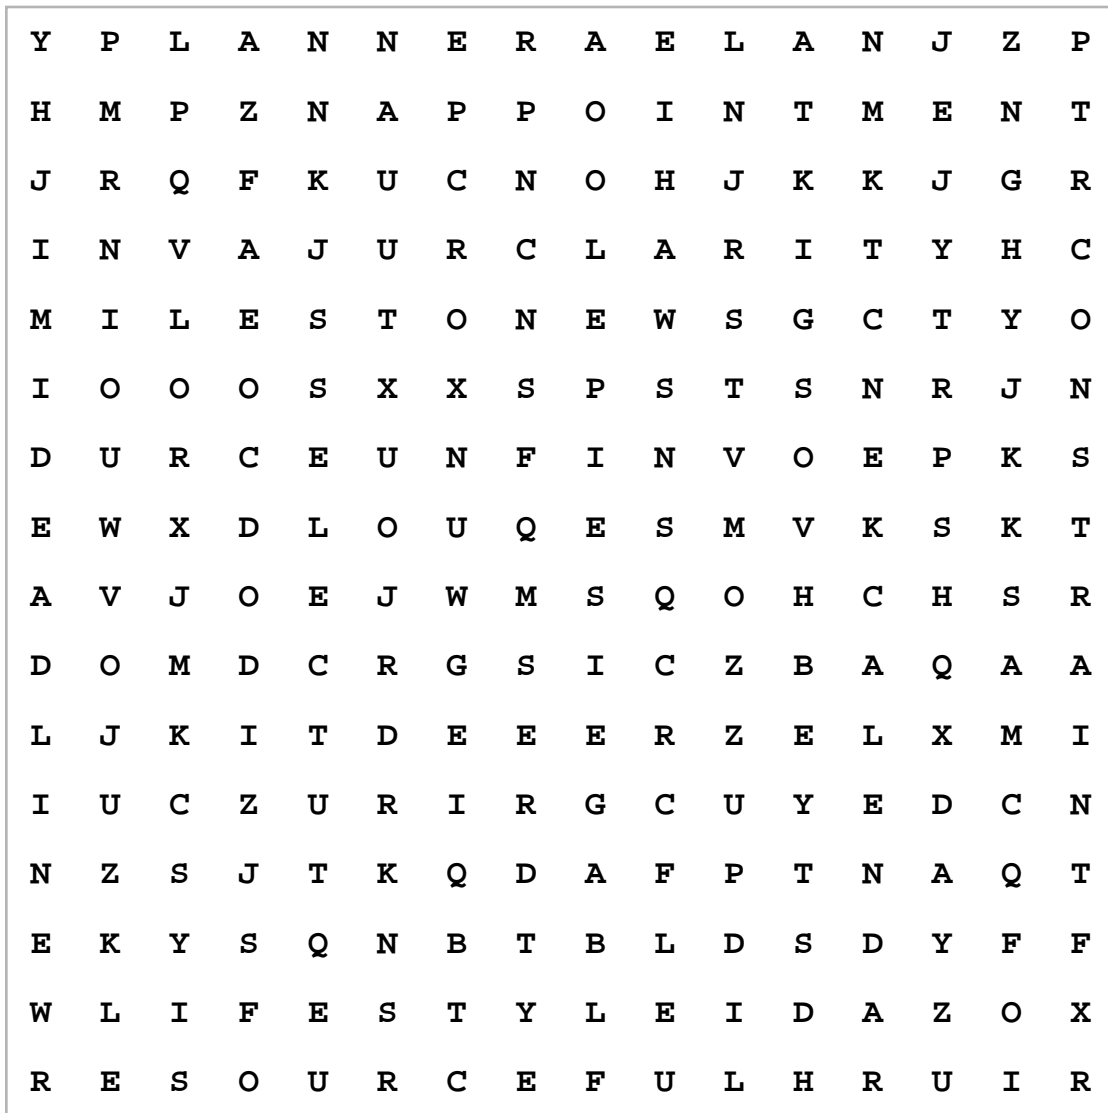 Y P L A N N E R A E L A N J Z P
H M P Z N A P P O I N T M E N T
J R Q F K U C N O H J K K J G R
I N V A J U R C L A R I T Y H C
M I L E S T O N E W S G C T Y O
I O O O S X X S P S T S N R J N
D U R C E U N F I N V O E P K S
E W X D L O U Q E S M V K S K T
A V J O E J W M S Q O H C H S R
D O M D C R G S I C Z B A Q A A
L J K I T D E E E R Z E L X M I
I U C Z U R I R G C U Y E D C N
N Z S J T K Q D A F P T N A Q T
E K Y S Q N B T B L D S D Y F F
W L I F E S T Y L E I D A Z O X
R E S O U R C E F U L H R U I R